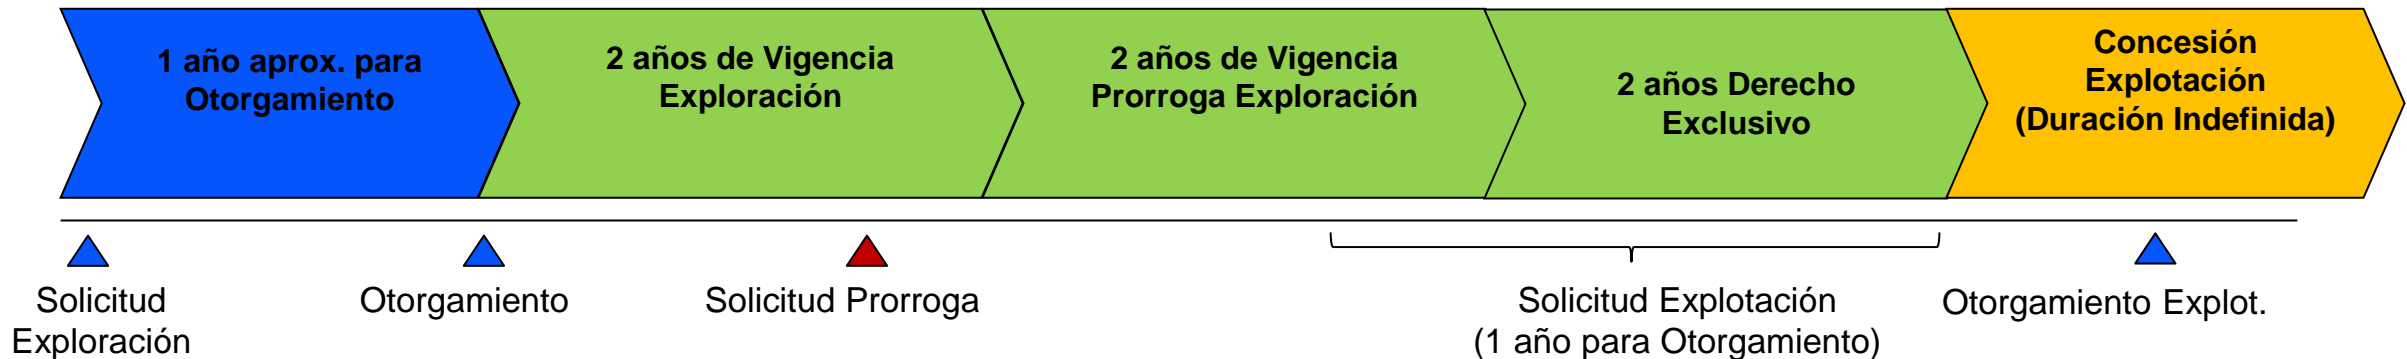 1 año aprox. para
Otorgamiento
2 años de Vigencia
Exploración
2 años de Vigencia
Prorroga Exploración
2 años Derecho
Exclusivo
Concesión
Explotación
(Duración Indefinida)
Solicitud
Exploración
Otorgamiento
Solicitud Prorroga
Solicitud Explotación
(1 año para Otorgamiento)
Otorgamiento Explot.